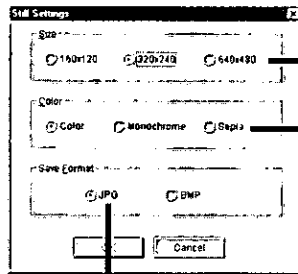 Still Settings
Size
160x120 320x240 640x480
Color
Color Monochrome Sepia
Save Format
JPG BMP
Cancel